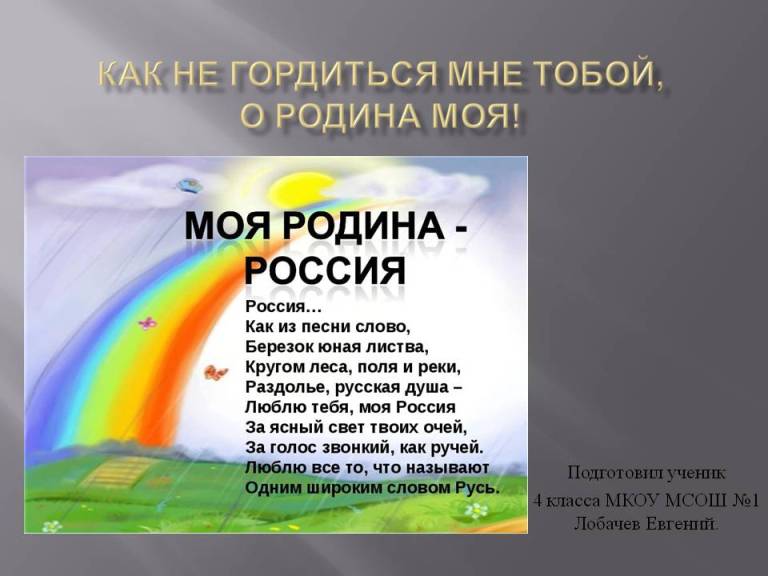 КАК НЕ ГОРДИТЬСЯ МНЕ ТОБОЙ,
О РОДИНА МОЯ!
МОЯ РОДИНА -
РОССИЯ
Россия…
Как из песни слово,
Березок юная листва,
Кругом леса, поля и реки,
Раздолье, русская душа –
Люблю тебя, моя Россия
За ясный свет твоих очей,
За голос звонкий, как ручей.
Люблю все то, что называют
Одним широким словом Русь.
Подготовил ученик
4 класса МКОУ МСОШ №1
Лобачев Евгений.